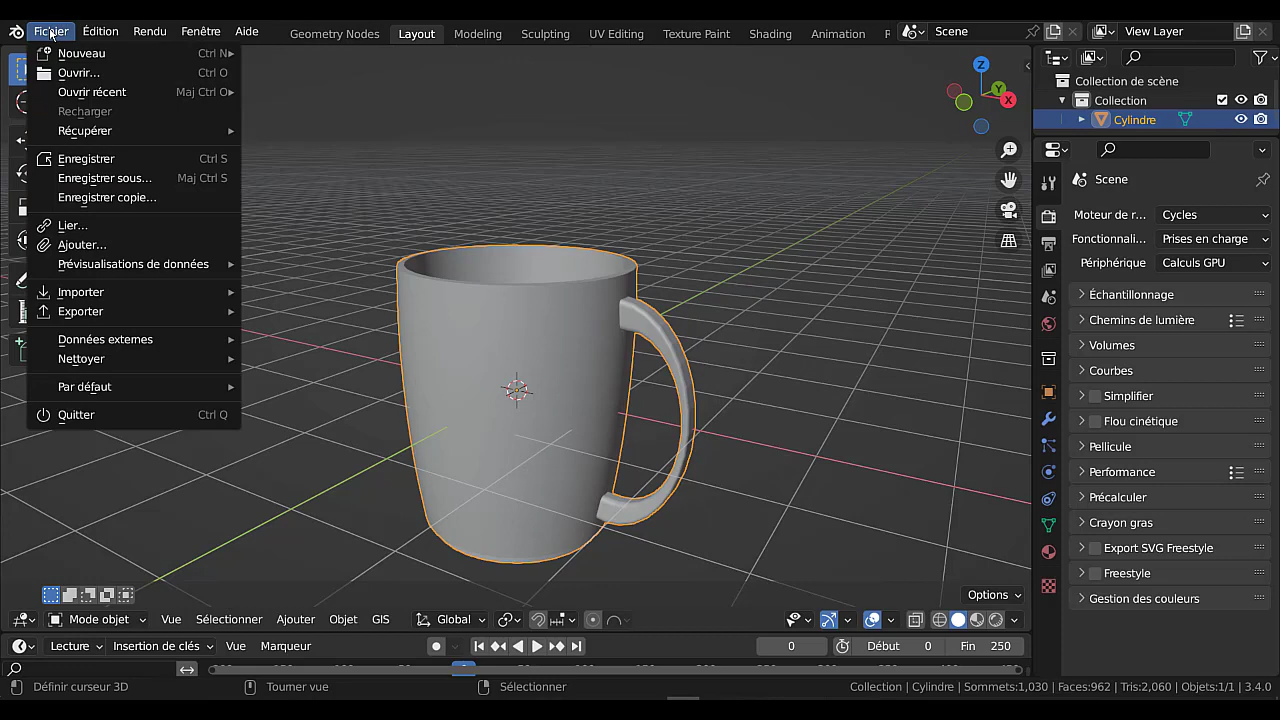 Fichier Édition Rendu Fenêtre Aide Geometry Nodes Layout Modeling Sculpting UV Editing Texture Paint Shading Animation Scene View Layer
Nouveau Ctrl N
Ouvrir... Ctrl O
Ouvrir récent Maj Ctrl O
Recharger
Récupérer
Enregistrer Ctrl S
Enregistrer sous... Maj Ctrl S
Enregistrer copie...
Lier...
Ajouter...
Prévisualisations de données
Importer
Exporter
Données externes
Nettoyer
Par défaut
Quitter Ctrl Q
Z
Y
X
Options
Mode objet Vue Sélectionner Ajouter Objet GIS Global
Lecture Insertion de clés Vue Marqueur 0 Début 0 Fin 250
Collection de scène
Collection
Cylindre
Scene
Moteur de r... Cycles
Fonctionnali... Prises en charge
Périphérique Calculs GPU
Échantillonnage
Chemins de lumière
Volumes
Courbes
Simplifier
Flou cinétique
Pellicule
Performance
Précalculer
Crayon gras
Export SVG Freestyle
Freestyle
Gestion des couleurs
Définir curseur 3D Tourner vue Sélectionner Collection | Cylindre | Sommets:1,030 | Faces:962 | Tris:2,060 | Objets:1/1 | 3.4.0